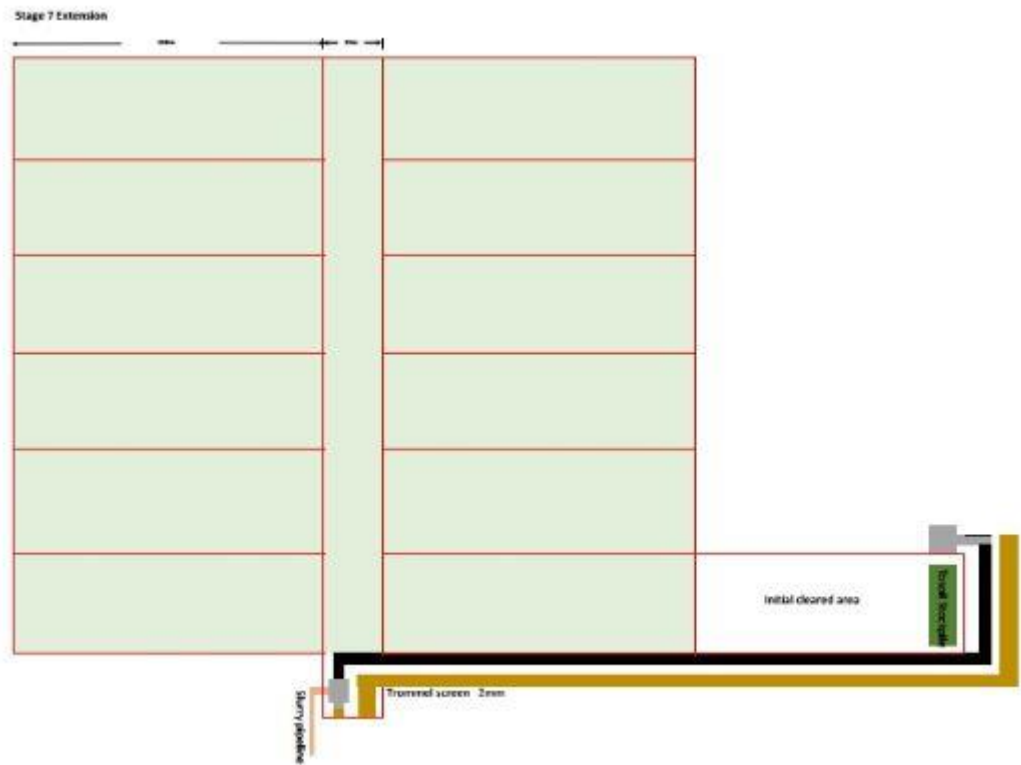 Stage 7 Extension
Initial cleared area
Topsoil Stockpile
Trommel screen 2mm
Slurry pipeline